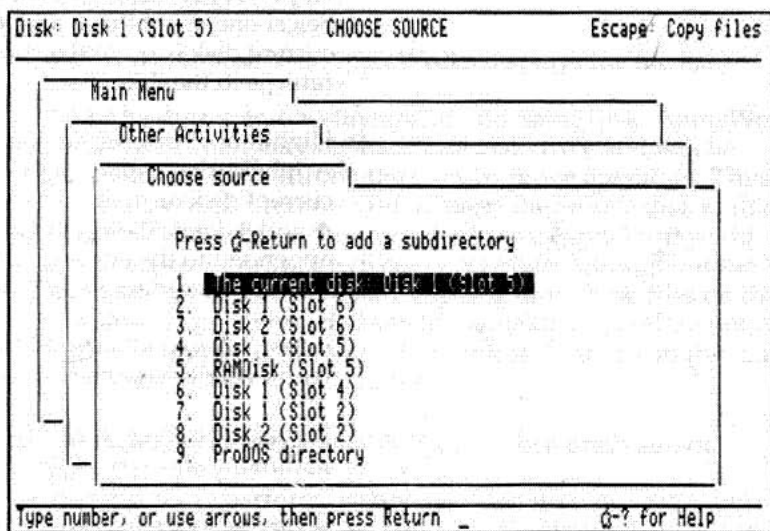 Disk: Disk 1 (Slot 5) CHOOSE SOURCE Escape: Copy files
Main Menu
Other Activities
Choose source
Press -Return to add a subdirectory
The current disk: Disk 1 (Slot 5)
2. Disk 1 (Slot 6)
3. Disk 2 (Slot 6)
4. Disk 1 (Slot 5)
5. RAMDisk (Slot 5)
6. Disk 1 (Slot 4)
7. Disk 1 (Slot 2)
8. Disk 2 (Slot 2)
9. ProDOS directory
Type number, or use arrows, then press Return _ -? for Help